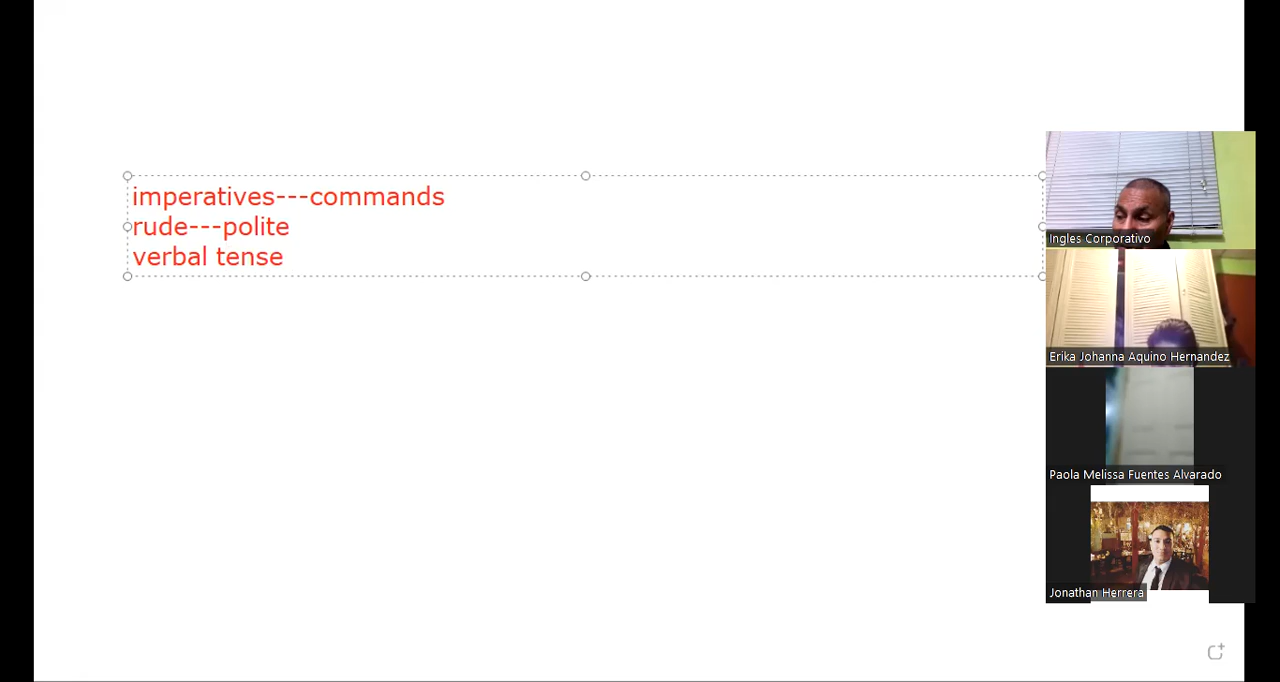 imperatives---commands
rude---polite
verbal tense
Ingles Corporativo
Erika Johanna Aquino Hernandez
Paola Melissa Fuentes Alvarado
Jonathan Herrera